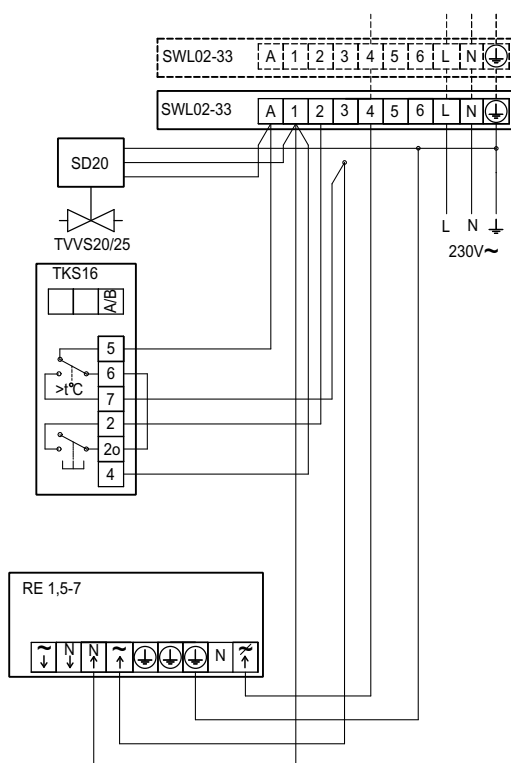 SWL02-33 A 1 2 3 4 5 6 L N
SWL02-33 A 1 2 3 4 5 6 L N
SD20
TVVS20/25
L N
230V~
TKS16
A/B
5
6
>t°C
7
2
2o
4
RE 1,5-7
~ N N ~ N ~